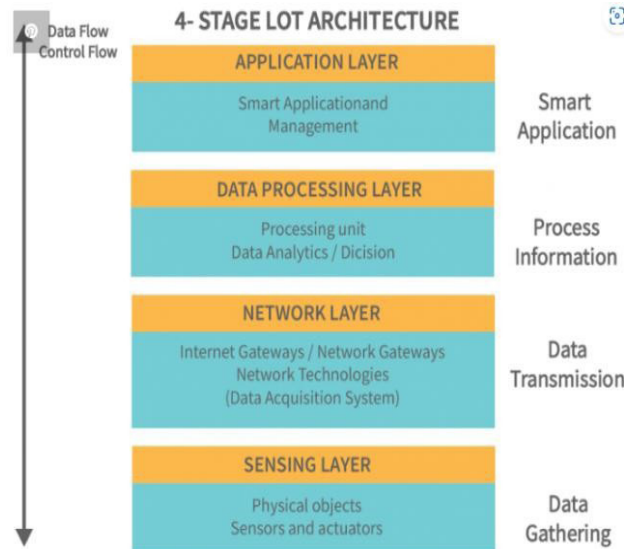 4- STAGE LOT ARCHITECTURE
Data Flow
Control Flow
APPLICATION LAYER
Smart Applicationand
Management
Smart
Application
DATA PROCESSING LAYER
Processing unit
Data Analytics / Dicision
Process
Information
NETWORK LAYER
Internet Gateways / Network Gateways
Network Technologies
(Data Acquisition System)
Data
Transmission
SENSING LAYER
Physical objects
Sensors and actuators
Data
Gathering